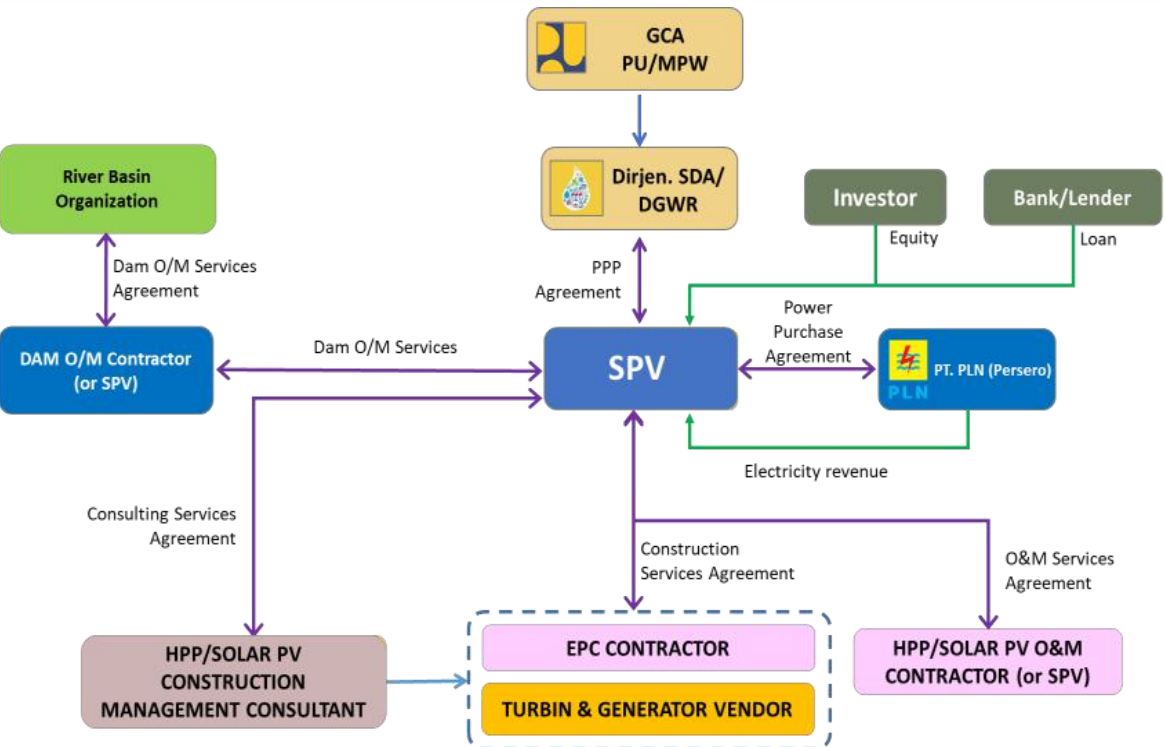 GCA
PU/MPW
Dirjen. SDA/
DGWR
River Basin
Organization
Investor
Bank/Lender
Equity
Loan
Dam O/M Services
Agreement
PPP
Agreement
Power
Purchase
Agreement
DAM O/M Contractor
(or SPV)
Dam O/M Services
SPV
PLN
PT. PLN (Persero)
Electricity revenue
Consulting Services
Agreement
Construction
Services Agreement
O&M Services
Agreement
HPP/SOLAR PV
CONSTRUCTION
MANAGEMENT CONSULTANT
EPC CONTRACTOR
TURBIN & GENERATOR VENDOR
HPP/SOLAR PV O&M
CONTRACTOR (or SPV)